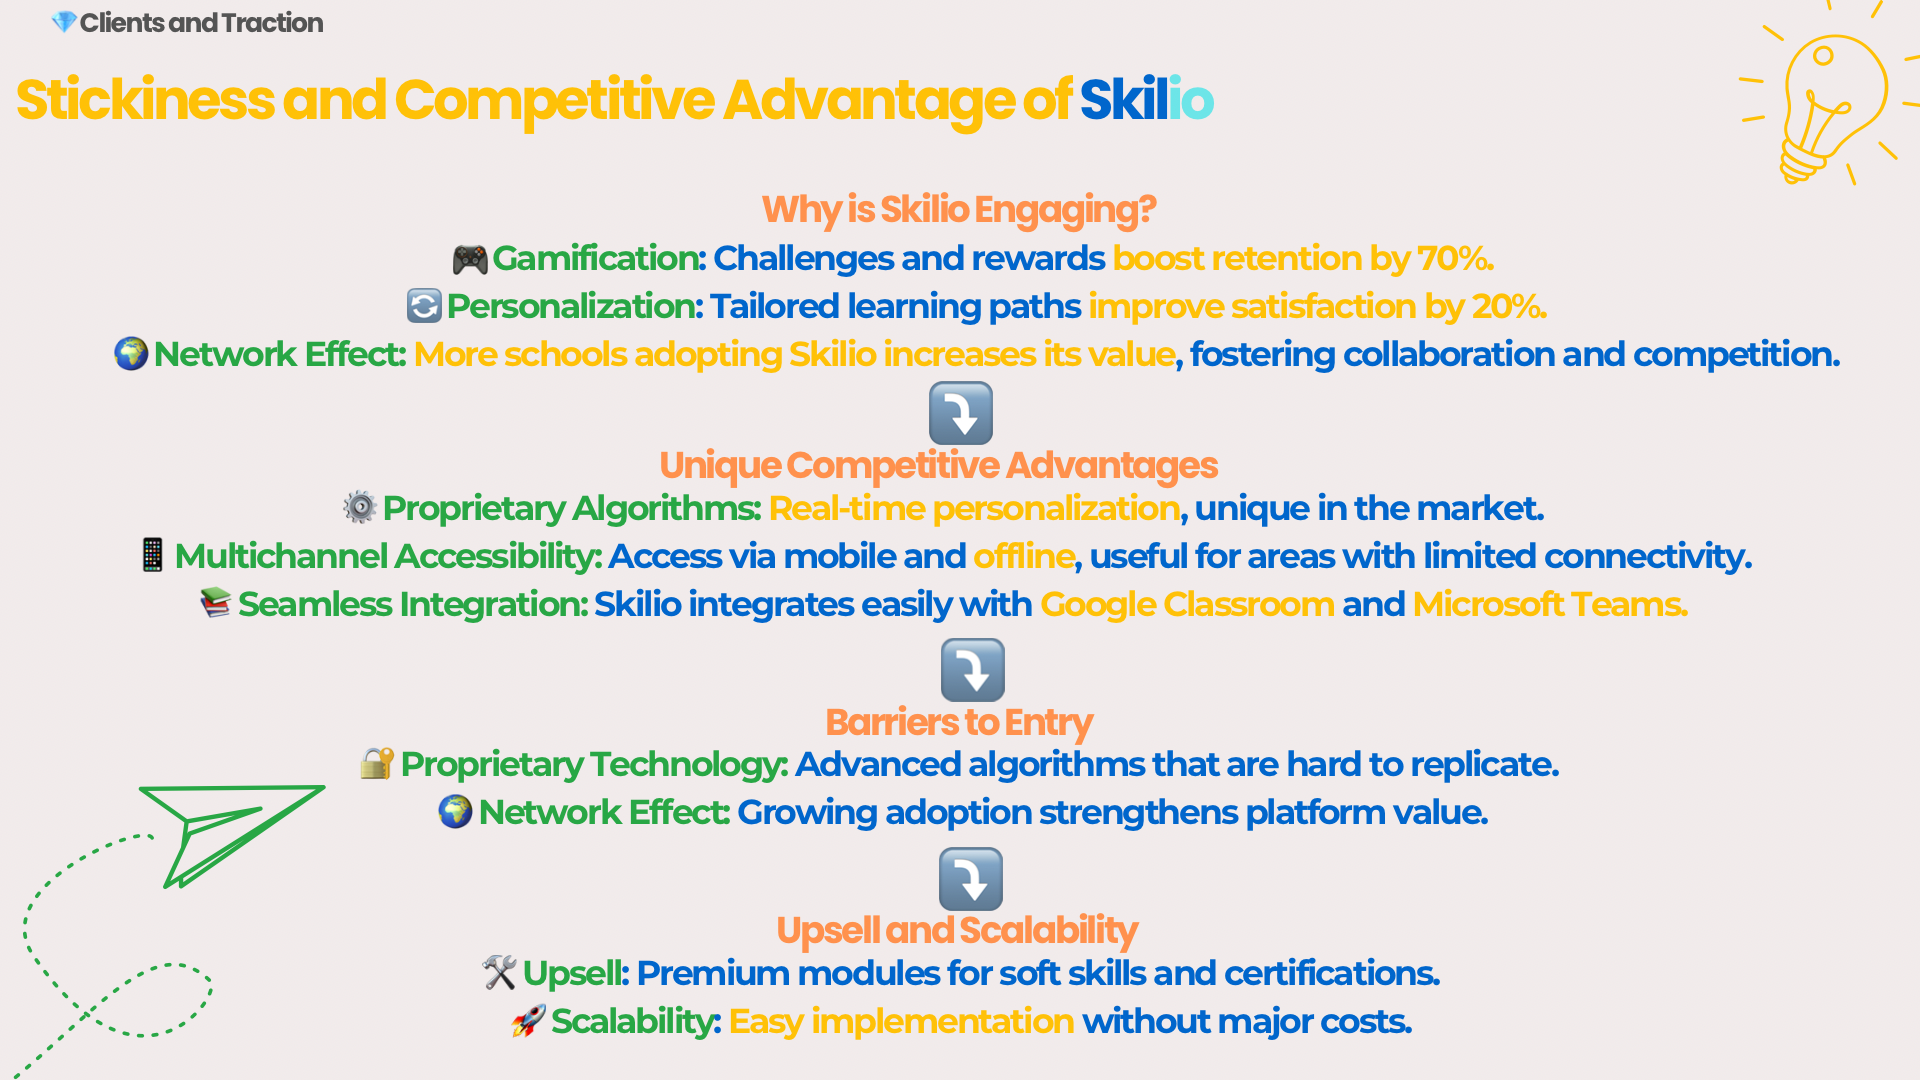 💎Clients and Traction
Stickiness and Competitive Advantage of Skilio
Why is Skilio Engaging?
🎮Gamification: Challenges and rewards boost retention by 70%.
🔄Personalization: Tailored learning paths improve satisfaction by 20%.
🌍Network Effect: More schools adopting Skilio increases its value, fostering collaboration and competition.
⤵️
Unique Competitive Advantages
⚙️Proprietary Algorithms: Real-time personalization, unique in the market.
📱Multichannel Accessibility: Access via mobile and offline, useful for areas with limited connectivity.
📚Seamless Integration: Skilio integrates easily with Google Classroom and Microsoft Teams.
⤵️
Barriers to Entry
🔐Proprietary Technology: Advanced algorithms that are hard to replicate.
🌍Network Effect: Growing adoption strengthens platform value.
⤵️
Upsell and Scalability
🛠️Upsell: Premium modules for soft skills and certifications.
🚀Scalability: Easy implementation without major costs.